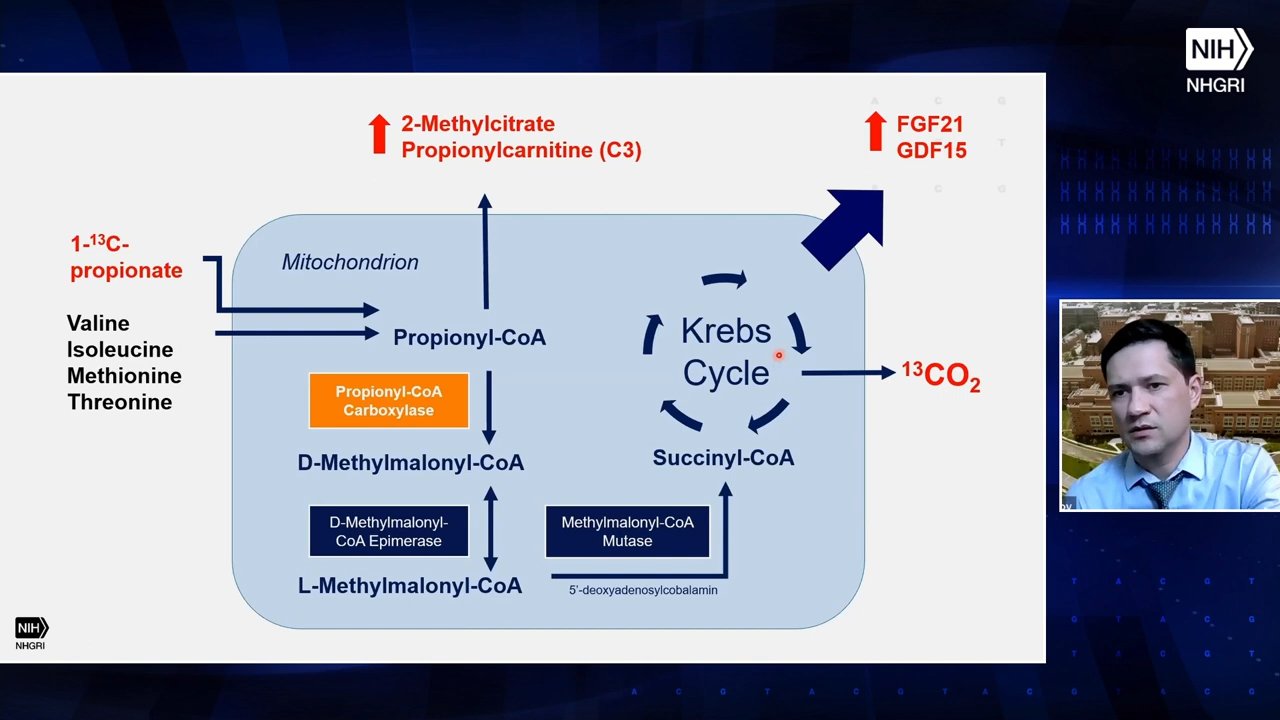 NIH
NHGRI
2-Methylcitrate
Propionylcarnitine (C3)
FGF21
GDF15
1-¹³C-
propionate
Mitochondrion
Valine
Isoleucine
Methionine
Threonine
Propionyl-CoA
Krebs
Cycle
¹³CO₂
Propionyl-CoA
Carboxylase
D-Methylmalonyl-CoA
Succinyl-CoA
D-Methylmalonyl-
CoA Epimerase
Methylmalonyl-CoA
Mutase
L-Methylmalonyl-CoA
5'-deoxyadenosylcobalamin
NIH
NHGRI
A C G
T
A C G
T A C G T
G T A C G
T A C G T
A C G T A C G T A C G T A C G